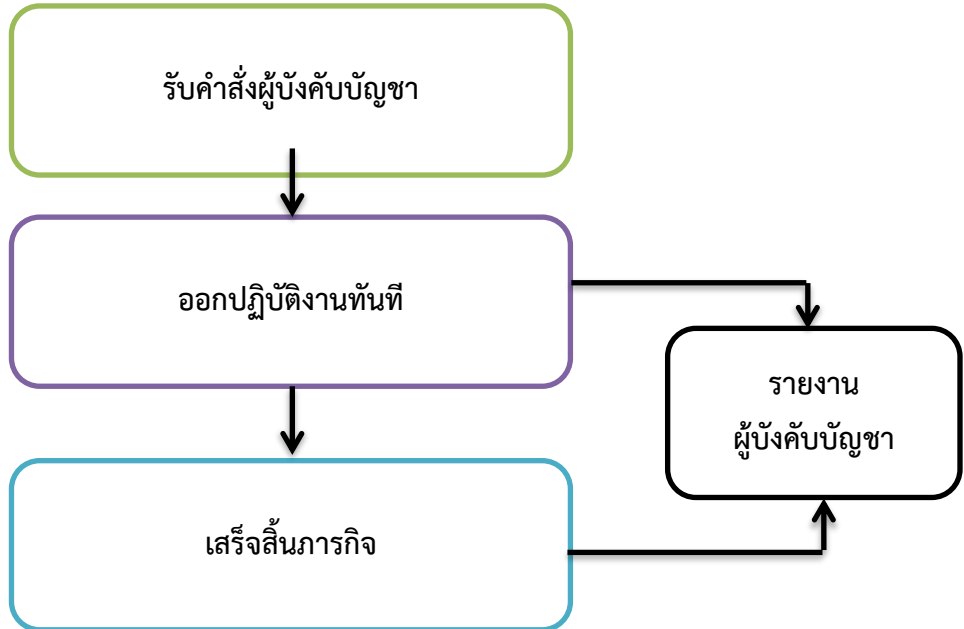 รับคำสั่งผู้บังคับบัญชา
ออกปฏิบัติงานทันที
รายงาน
ผู้บังคับบัญชา
เสร็จสิ้นภารกิจ